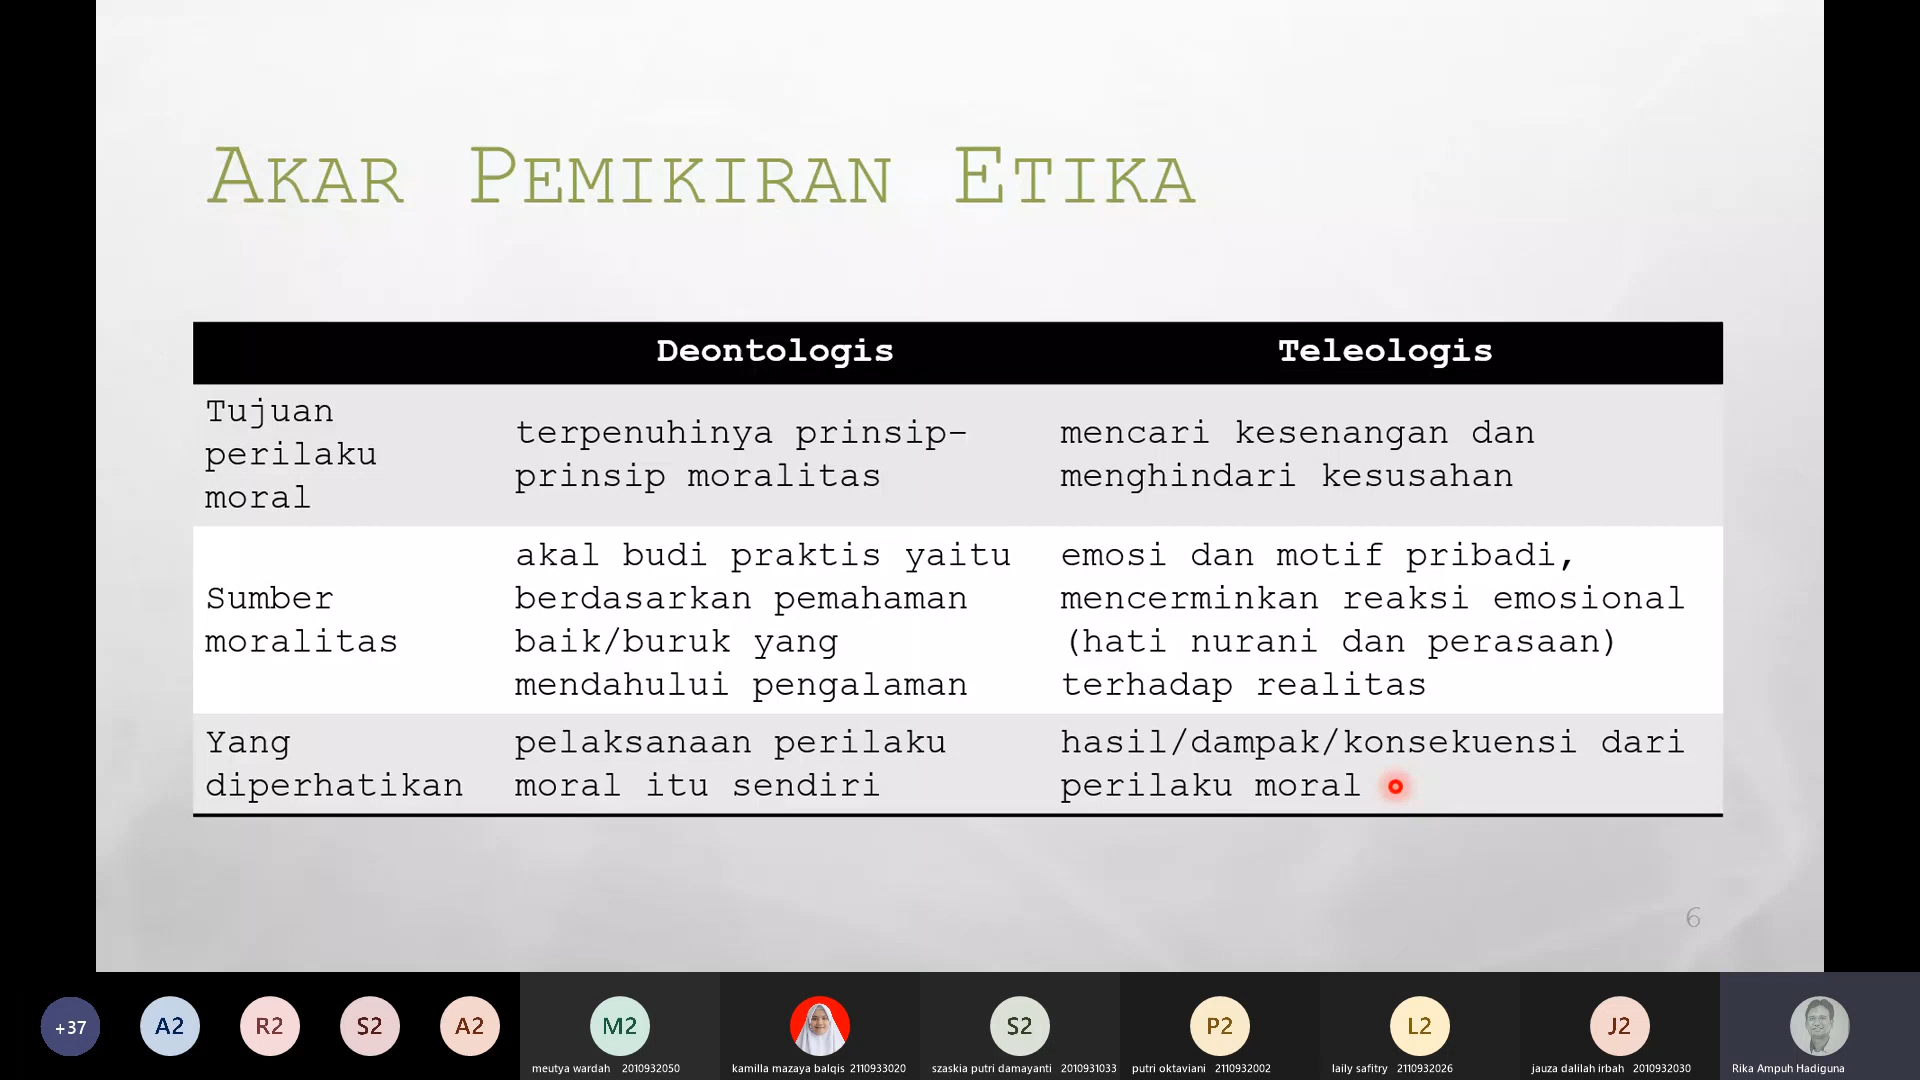 AKAR PEMIKIRAN ETIKA
Deontologis Teleologis
Tujuan
perilaku
moral
terpenuhinya prinsip-
prinsip moralitas
mencari kesenangan dan
menghindari kesusahan
Sumber
moralitas
akal budi praktis yaitu
berdasarkan pemahaman
baik/buruk yang
mendahului pengalaman
emosi dan motif pribadi,
mencerminkan reaksi emosional
(hati nurani dan perasaan)
terhadap realitas
Yang
diperhatikan
pelaksanaan perilaku
moral itu sendiri
hasil/dampak/konsekuensi dari
perilaku moral
6
+37
A2
R2
S2
A2
M2
meutya wardah 2010932050
kamilla mazaya balqis 2110933020
S2
szaskia putri damayanti 2010931033
P2
putri oktaviani 2110932002
L2
laily safitry 2110932026
J2
jauza dalilah irbah 2010932030
Rika Ampuh Hadiguna